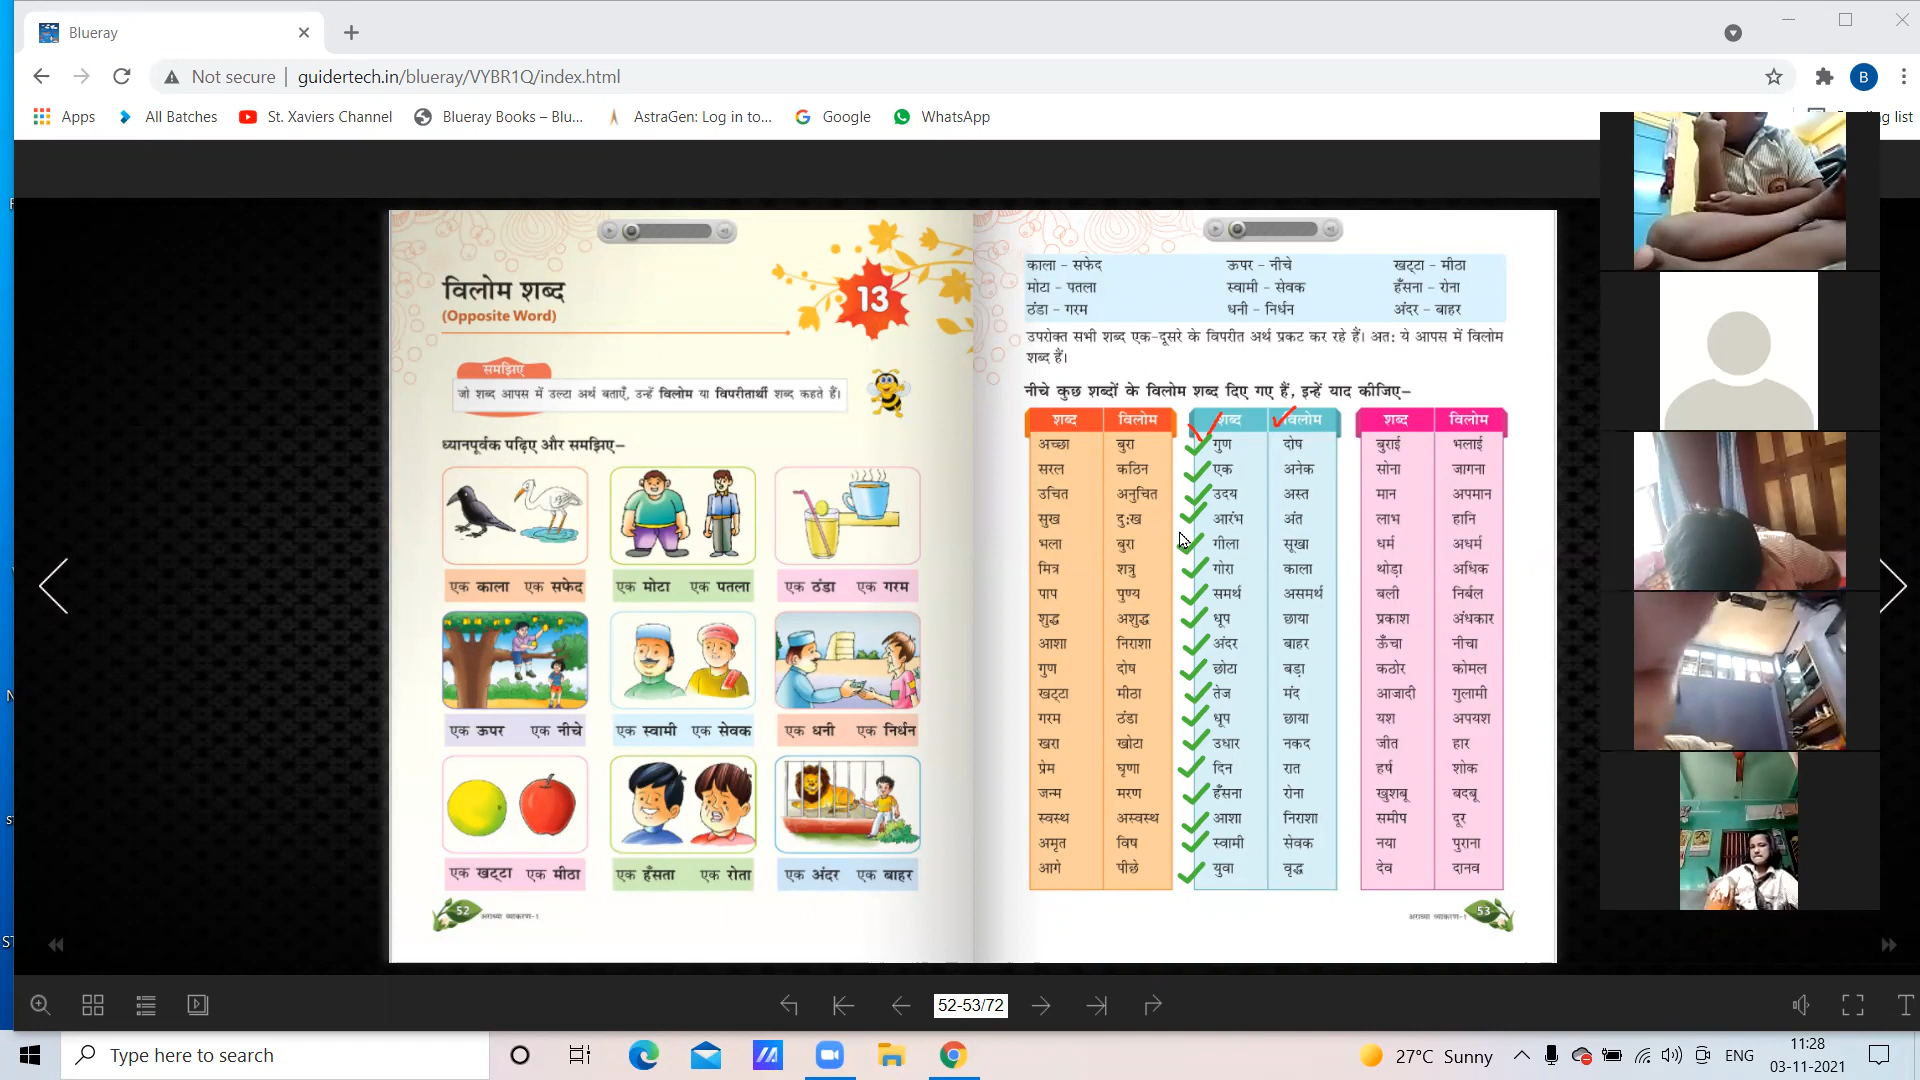 Blueray
Not secure | guidertech.in/blueray/VYBR1Q/index.html
B
Apps All Batches St. Xaviers Channel Blueray Books – Blu... AstraGen: Log in to... Google WhatsApp
विलोम शब्द
(Opposite Word)
13
समझिए
जो शब्द आपस में उल्टा अर्थ बताएँ, उन्हें विलोम या विपरीतार्थी शब्द कहते हैं।
ध्यानपूर्वक पढ़िए और समझिए–
एक काला एक सफेद एक मोटा एक पतला एक ठंडा एक गरम
एक ऊपर एक नीचे एक स्वामी एक सेवक एक धनी एक निर्धन
एक खट्टा एक मीठा एक हँसता एक रोता एक अंदर एक बाहर
52
काला – सफेद ऊपर – नीचे खट्टा – मीठा
मोटा – पतला स्वामी – सेवक हँसना – रोना
ठंडा – गरम धनी – निर्धन अंदर – बाहर
उपरोक्त सभी शब्द एक-दूसरे के विपरीत अर्थ प्रकट कर रहे हैं। अत: ये आपस में विलोम
शब्द हैं।
नीचे कुछ शब्दों के विलोम शब्द दिए गए हैं, इन्हें याद कीजिए–
शब्द विलोम शब्द विलोम शब्द विलोम
अच्छा बुरा गुण दोष बुराई भलाई
सरल कठिन एक अनेक सोना जागना
उचित अनुचित उदय अस्त मान अपमान
सुख दु:ख आरंभ अंत लाभ हानि
भला बुरा गीला सूखा धर्म अधर्म
मित्र शत्रु गोरा काला थोड़ा अधिक
पाप पुण्य समर्थ असमर्थ बली निर्बल
शुद्ध अशुद्ध धूप छाया प्रकाश अंधकार
आशा निराशा अंदर बाहर ऊँचा नीचा
गुण दोष छोटा बड़ा कठोर कोमल
खट्टा मीठा तेज मंद आजादी गुलामी
गरम ठंडा धूप छाया यश अपयश
खरा खोटा उधार नकद जीत हार
प्रेम घृणा दिन रात हर्ष शोक
जन्म मरण हँसना रोना खुशबू बदबू
स्वस्थ अस्वस्थ आशा निराशा समीप दूर
अमृत विष स्वामी सेवक नया पुराना
आगे पीछे युवा वृद्ध देव दानव
53
52-53/72
Type here to search
27°C Sunny
ENG
11:28
03-11-2021